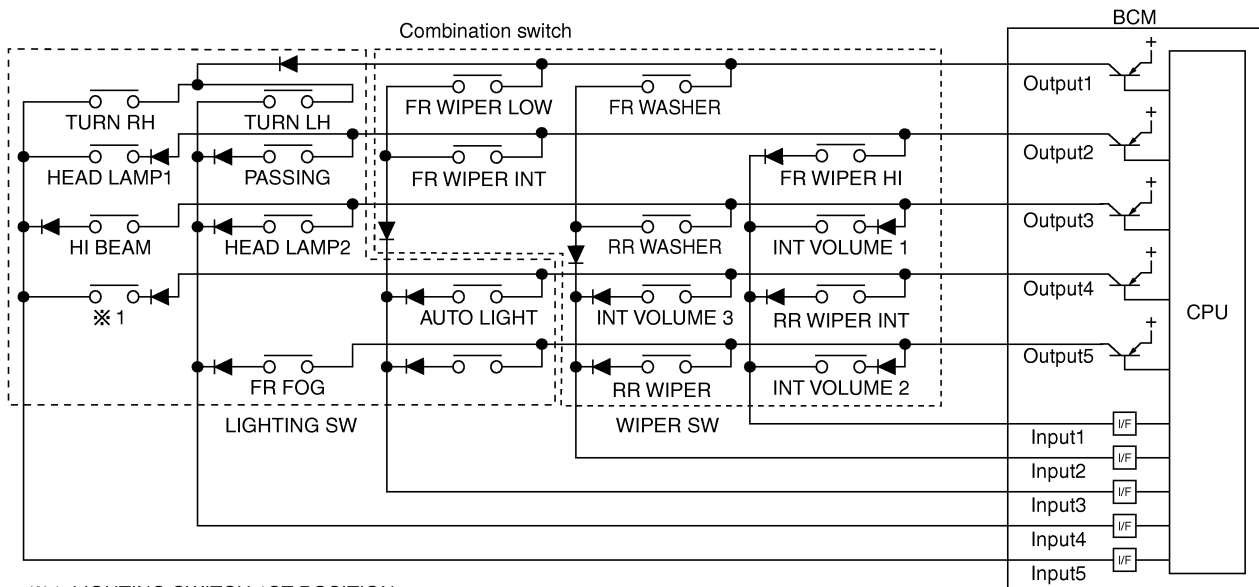 BCM
Combination switch
Output1
TURN RH
TURN LH
FR WIPER LOW
FR WASHER
Output2
HEAD LAMP1
PASSING
FR WIPER INT
FR WIPER HI
Output3
HI BEAM
HEAD LAMP2
RR WASHER
INT VOLUME 1
Output4
※1
AUTO LIGHT
INT VOLUME 3
RR WIPER INT
CPU
Output5
FR FOG
RR WIPER
INT VOLUME 2
LIGHTING SW
WIPER SW
I/F
Input1
I/F
Input2
I/F
Input3
I/F
Input4
I/F
Input5
+
+
+
+
+